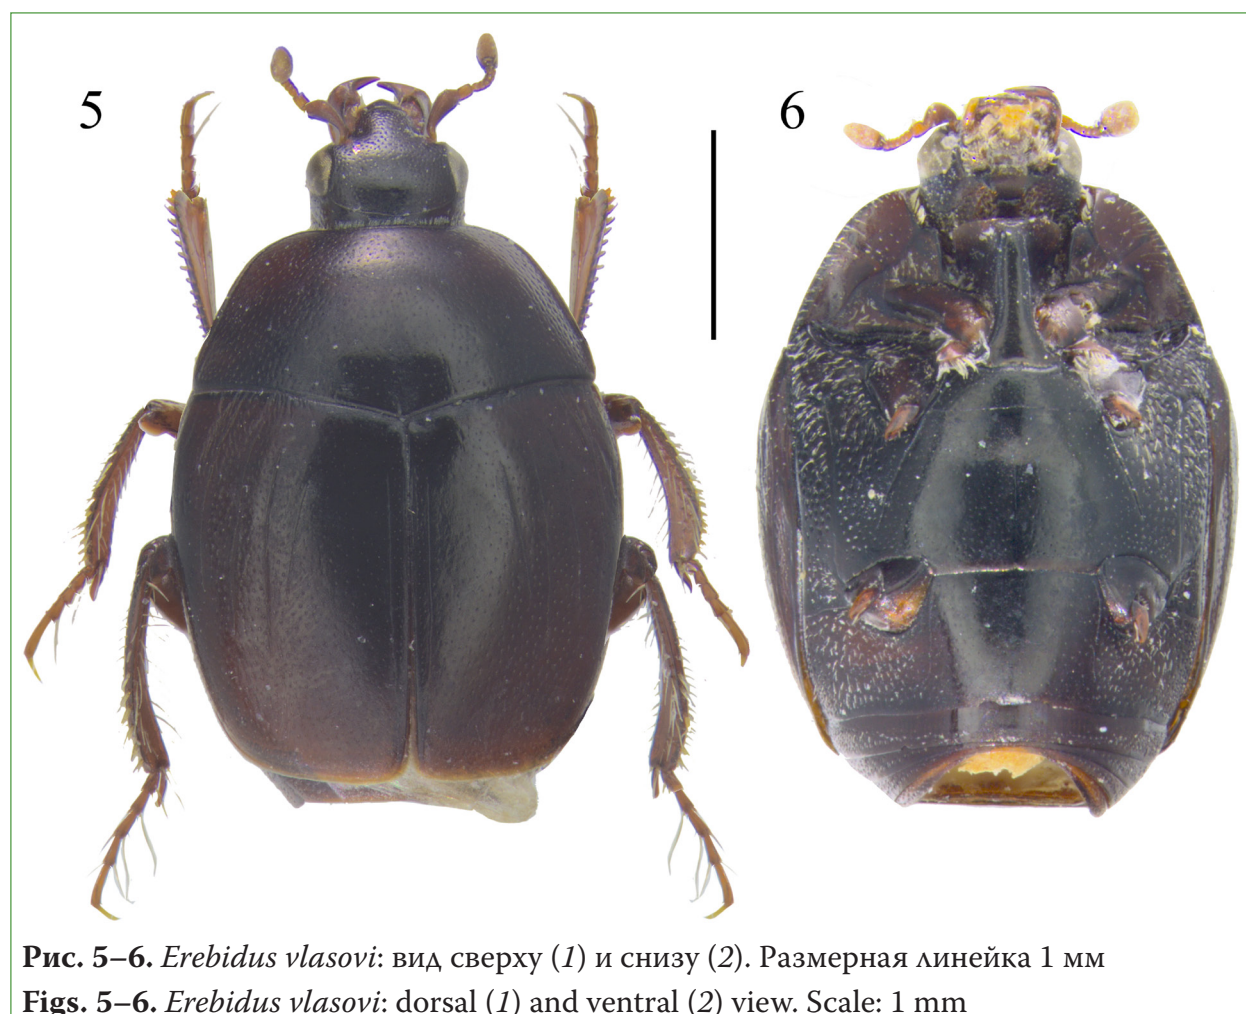 5
6
Рис. 5–6. Erebidus vlasovi: вид сверху (1) и снизу (2). Размерная линейка 1 мм
Figs. 5–6. Erebidus vlasovi: dorsal (1) and ventral (2) view. Scale: 1 mm